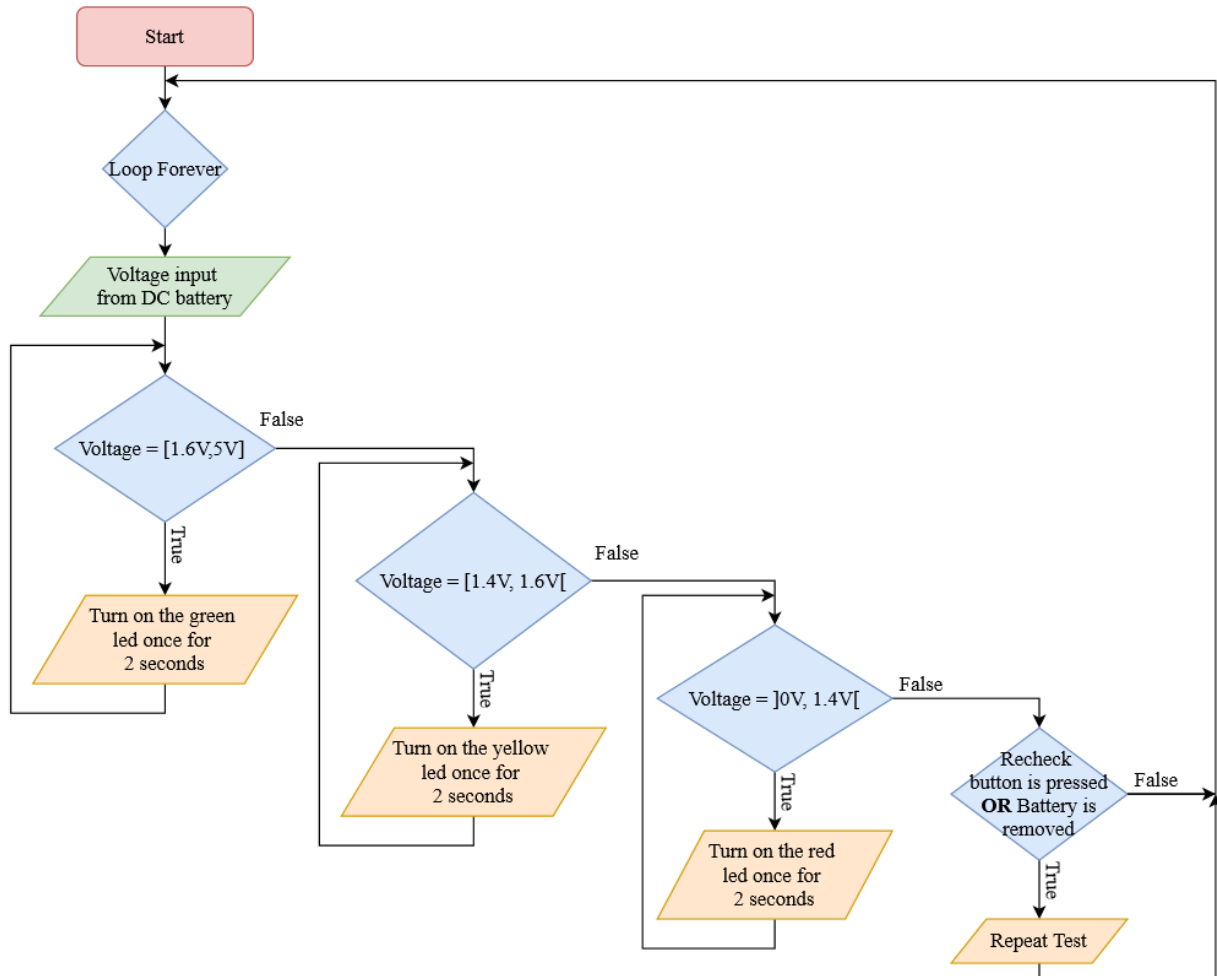 Start
Loop Forever
Voltage input
from DC battery
False
Voltage = [1.6V,5V]
True
Turn on the green
led once for
2 seconds
False
Voltage = [1.4V, 1.6V[
True
Turn on the yellow
led once for
2 seconds
False
Voltage = ]0V, 1.4V[
True
Turn on the red
led once for
2 seconds
Recheck
button is pressed
OR Battery is
removed
False
True
Repeat Test